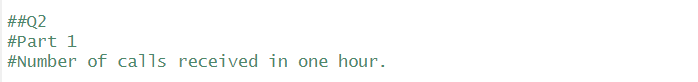 ##Q2
#Part 1
#Number of calls received in one hour.